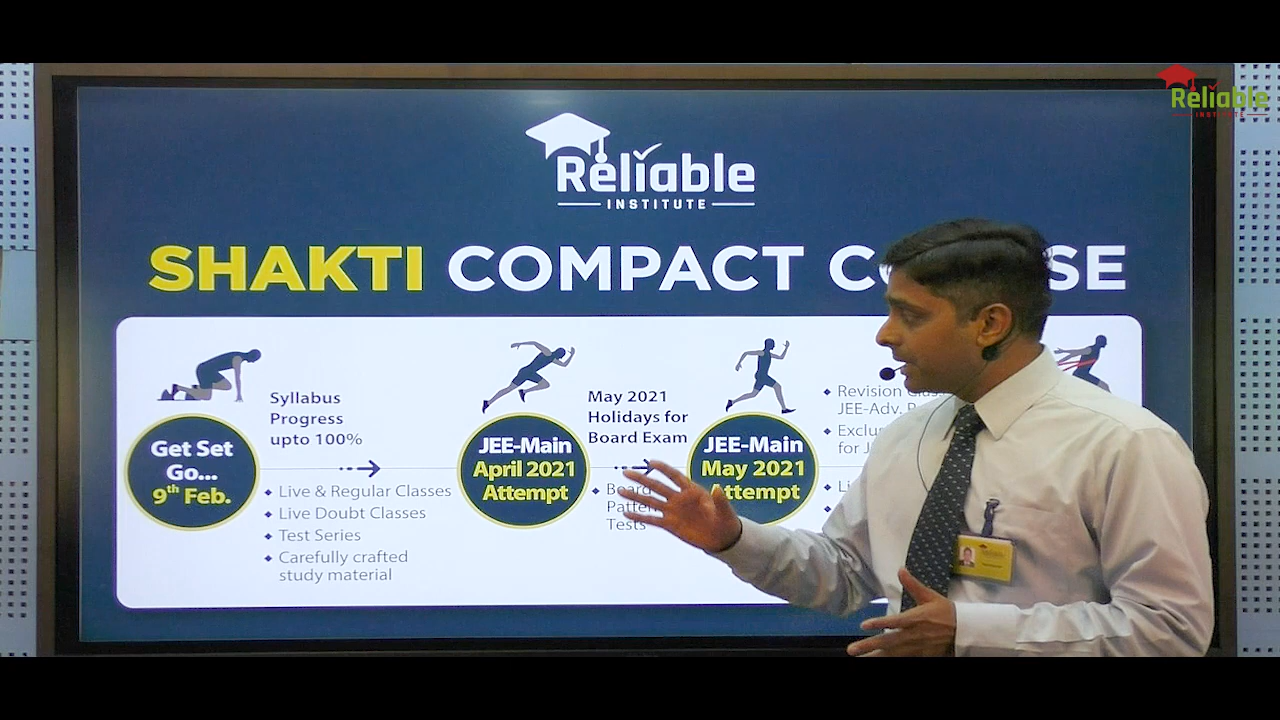 Reliable
INSTITUTE
Reliable
INSTITUTE
SHAKTI COMPACT
Get Set
Go...
9th Feb.
Syllabus
Progress
upto 100%
Live & Regular Classes
Live Doubt Classes
Test Series
Carefully crafted
study material
JEE-Main
April 2021
Attempt
May 2021
Holidays for
Board Exam
Board
Tests
JEE-Main
May 2021
Attempt
Revision
JEE-Adv.
for